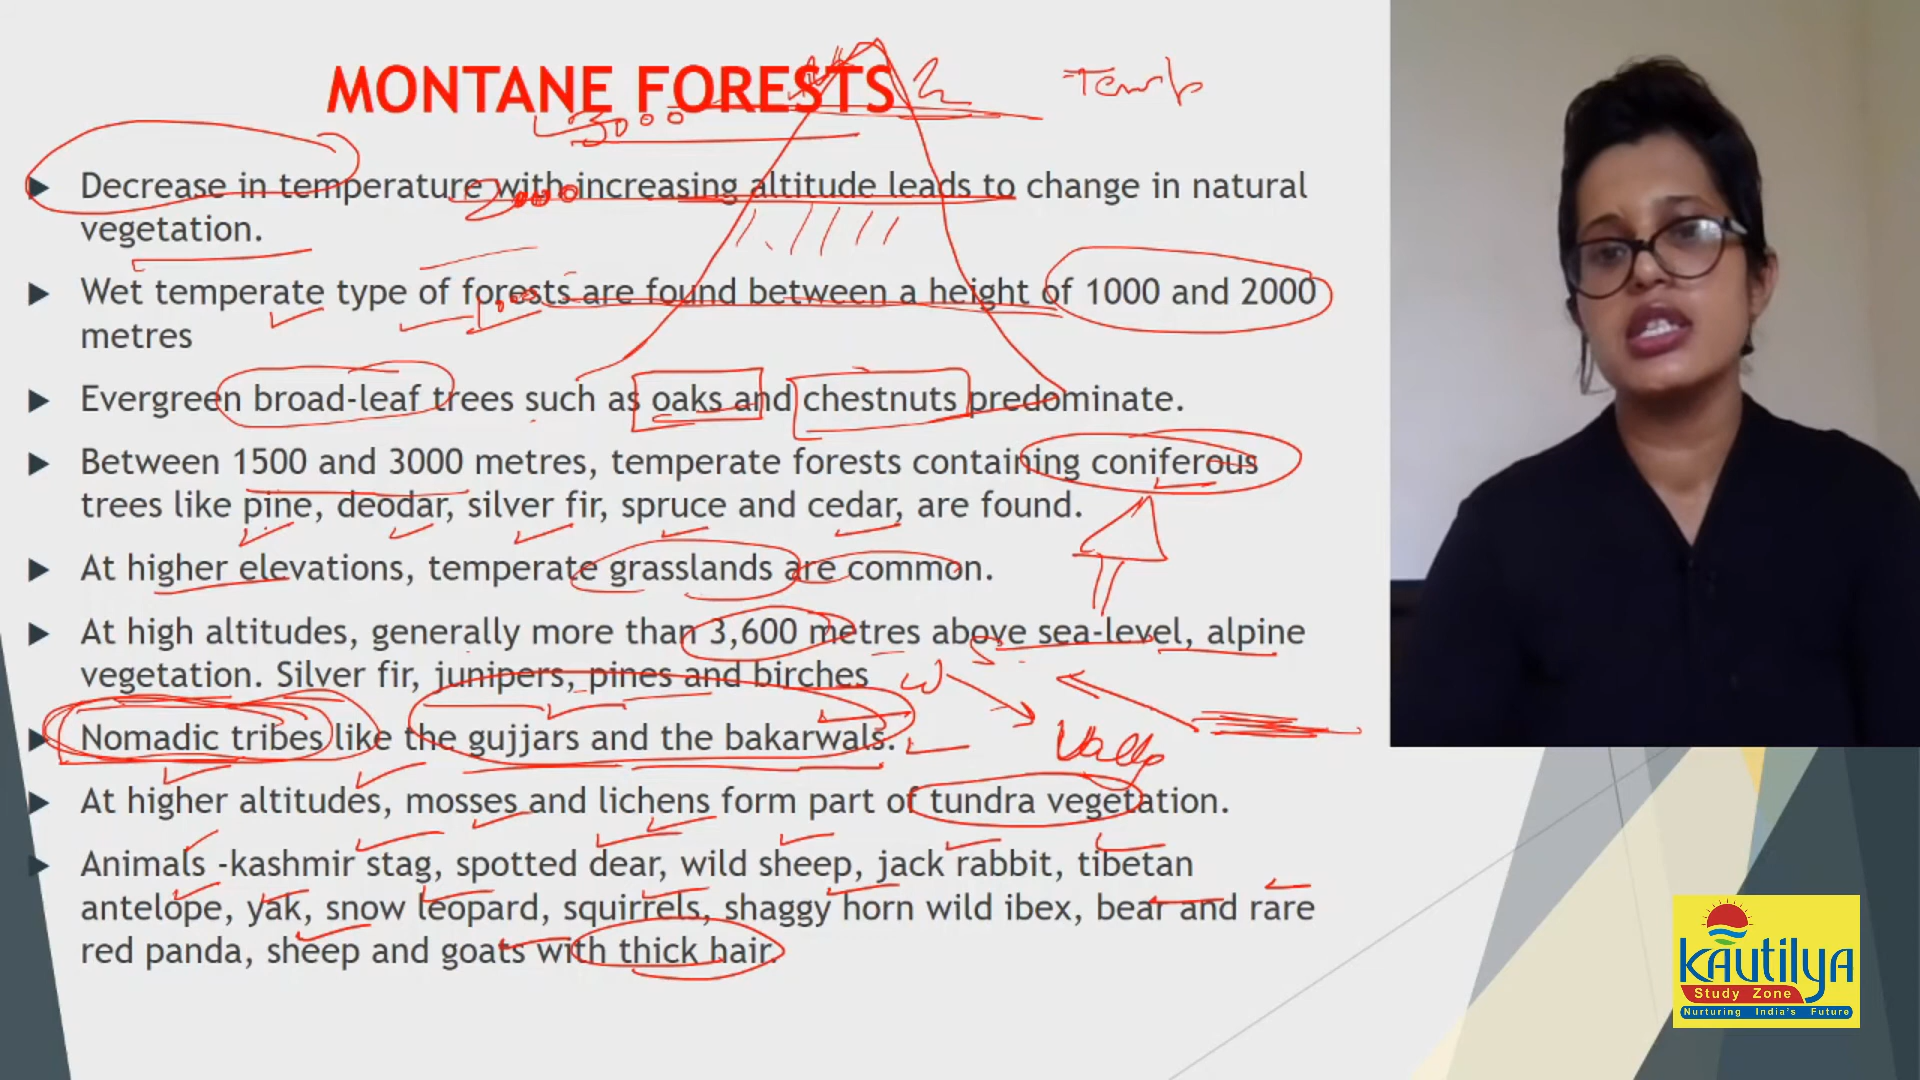 MONTANE FORESTS
Temp
3000
Decrease in temperature with increasing altitude leads to change in natural
2000
vegetation.
Wet temperate type of forests are found between a height of 1000 and 2000
1000
metres
Evergreen broad-leaf trees such as oaks and chestnuts predominate.
Between 1500 and 3000 metres, temperate forests containing coniferous
trees like pine, deodar, silver fir, spruce and cedar, are found.
At higher elevations, temperate grasslands are common.
At high altitudes, generally more than 3,600 metres above sea-level, alpine
S
vegetation. Silver fir, junipers, pines and birches
W
Nomadic tribes like the gujjars and the bakarwals.
At higher altitudes, mosses and lichens form part of tundra vegetation.
Animals -kashmir stag, spotted dear, wild sheep, jack rabbit, tibetan
antelope, yak, snow leopard, squirrels, shaggy horn wild ibex, bear and rare
red panda, sheep and goats with thick hair.
Kautilya
Study Zone
Nurturing India's Future